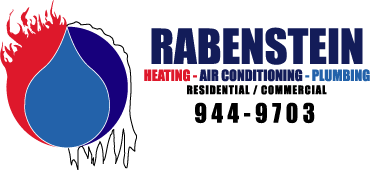 RABENSTEIN
HEATING - AIR CONDITIONING - PLUMBING
RESIDENTIAL / COMMERCIAL
944-9703